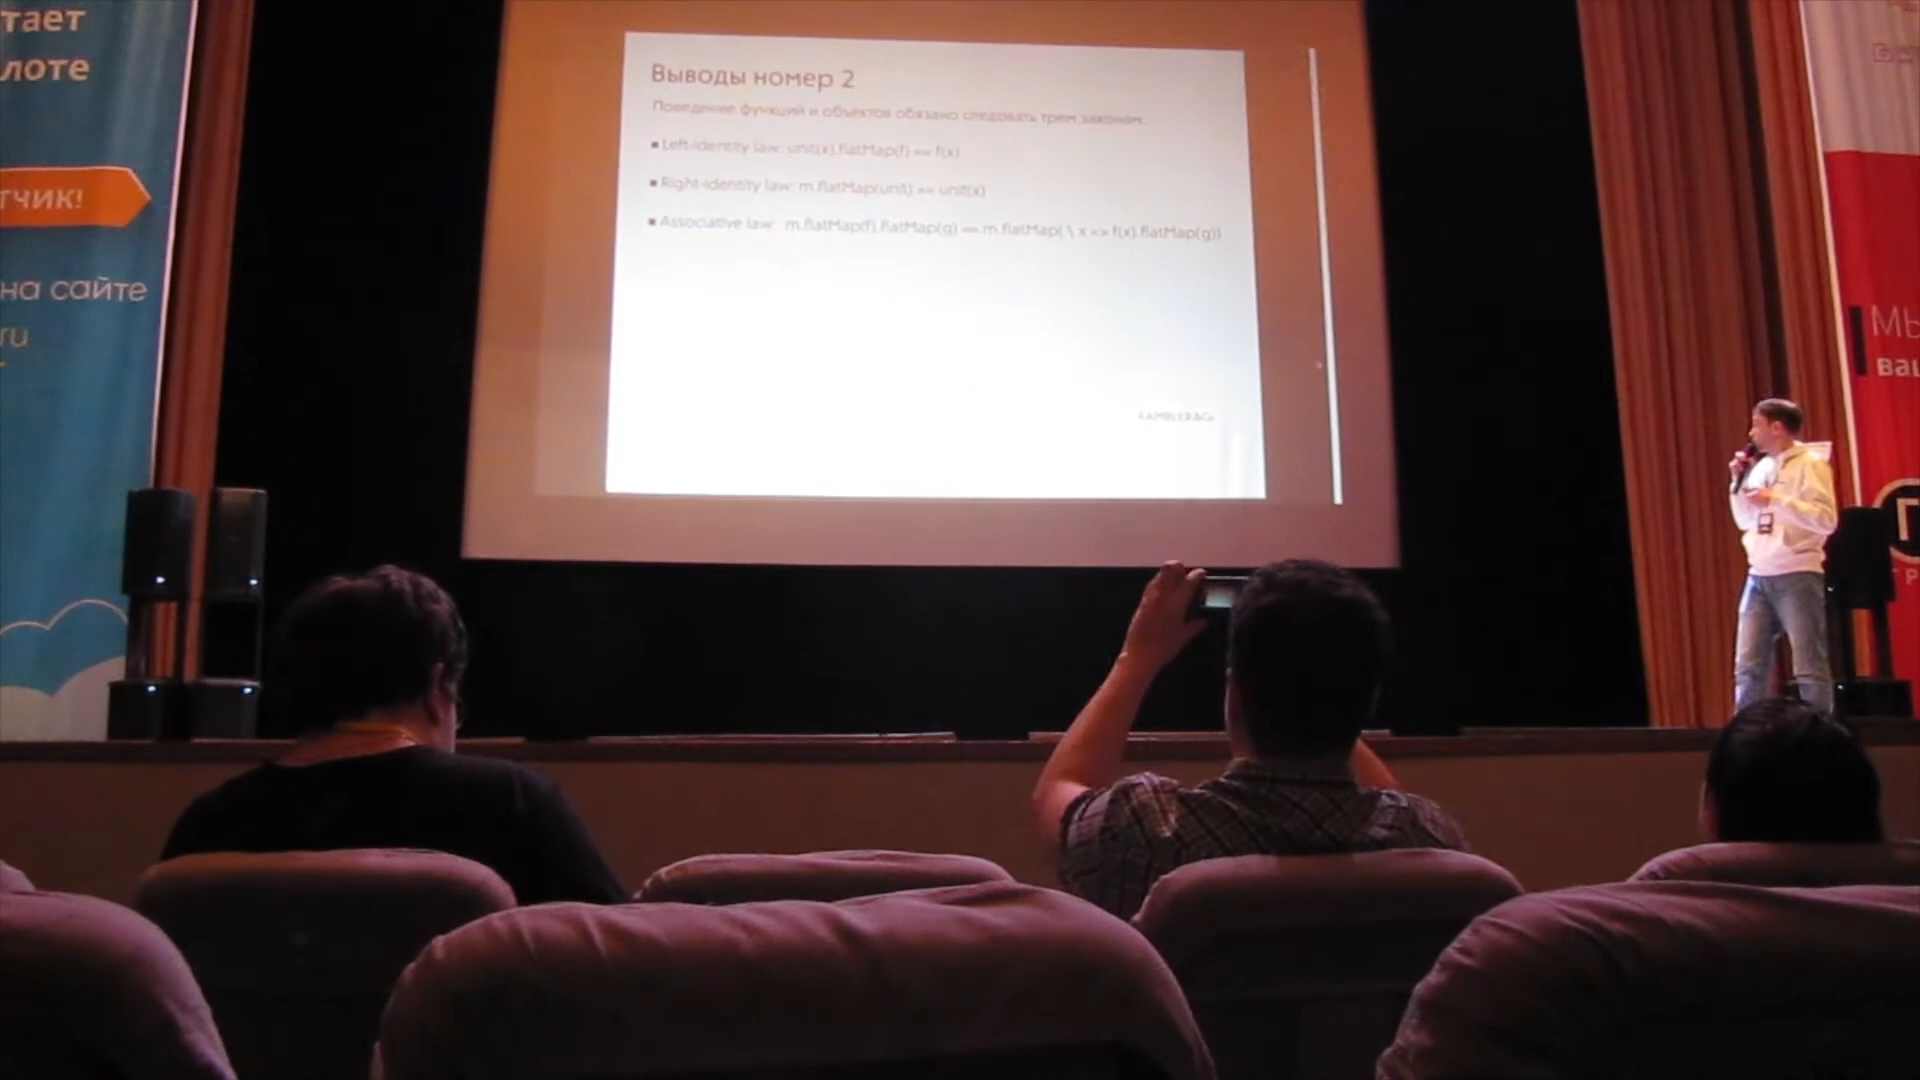 тает
лоте
тчик!
на сайте
ru
Выводы номер 2
Поведение функций и объектов обязано следовать трем законам:
Left-identity law: unit(x).flatMap(f) == f(x)
Right-identity law: m.flatMap(unit) == unit(x)
Associative law: m.flatMap(f).flatMap(g) == m.flatMap( \ x => f(x).flatMap(g))
RAMBLER&Co
мы
ваш